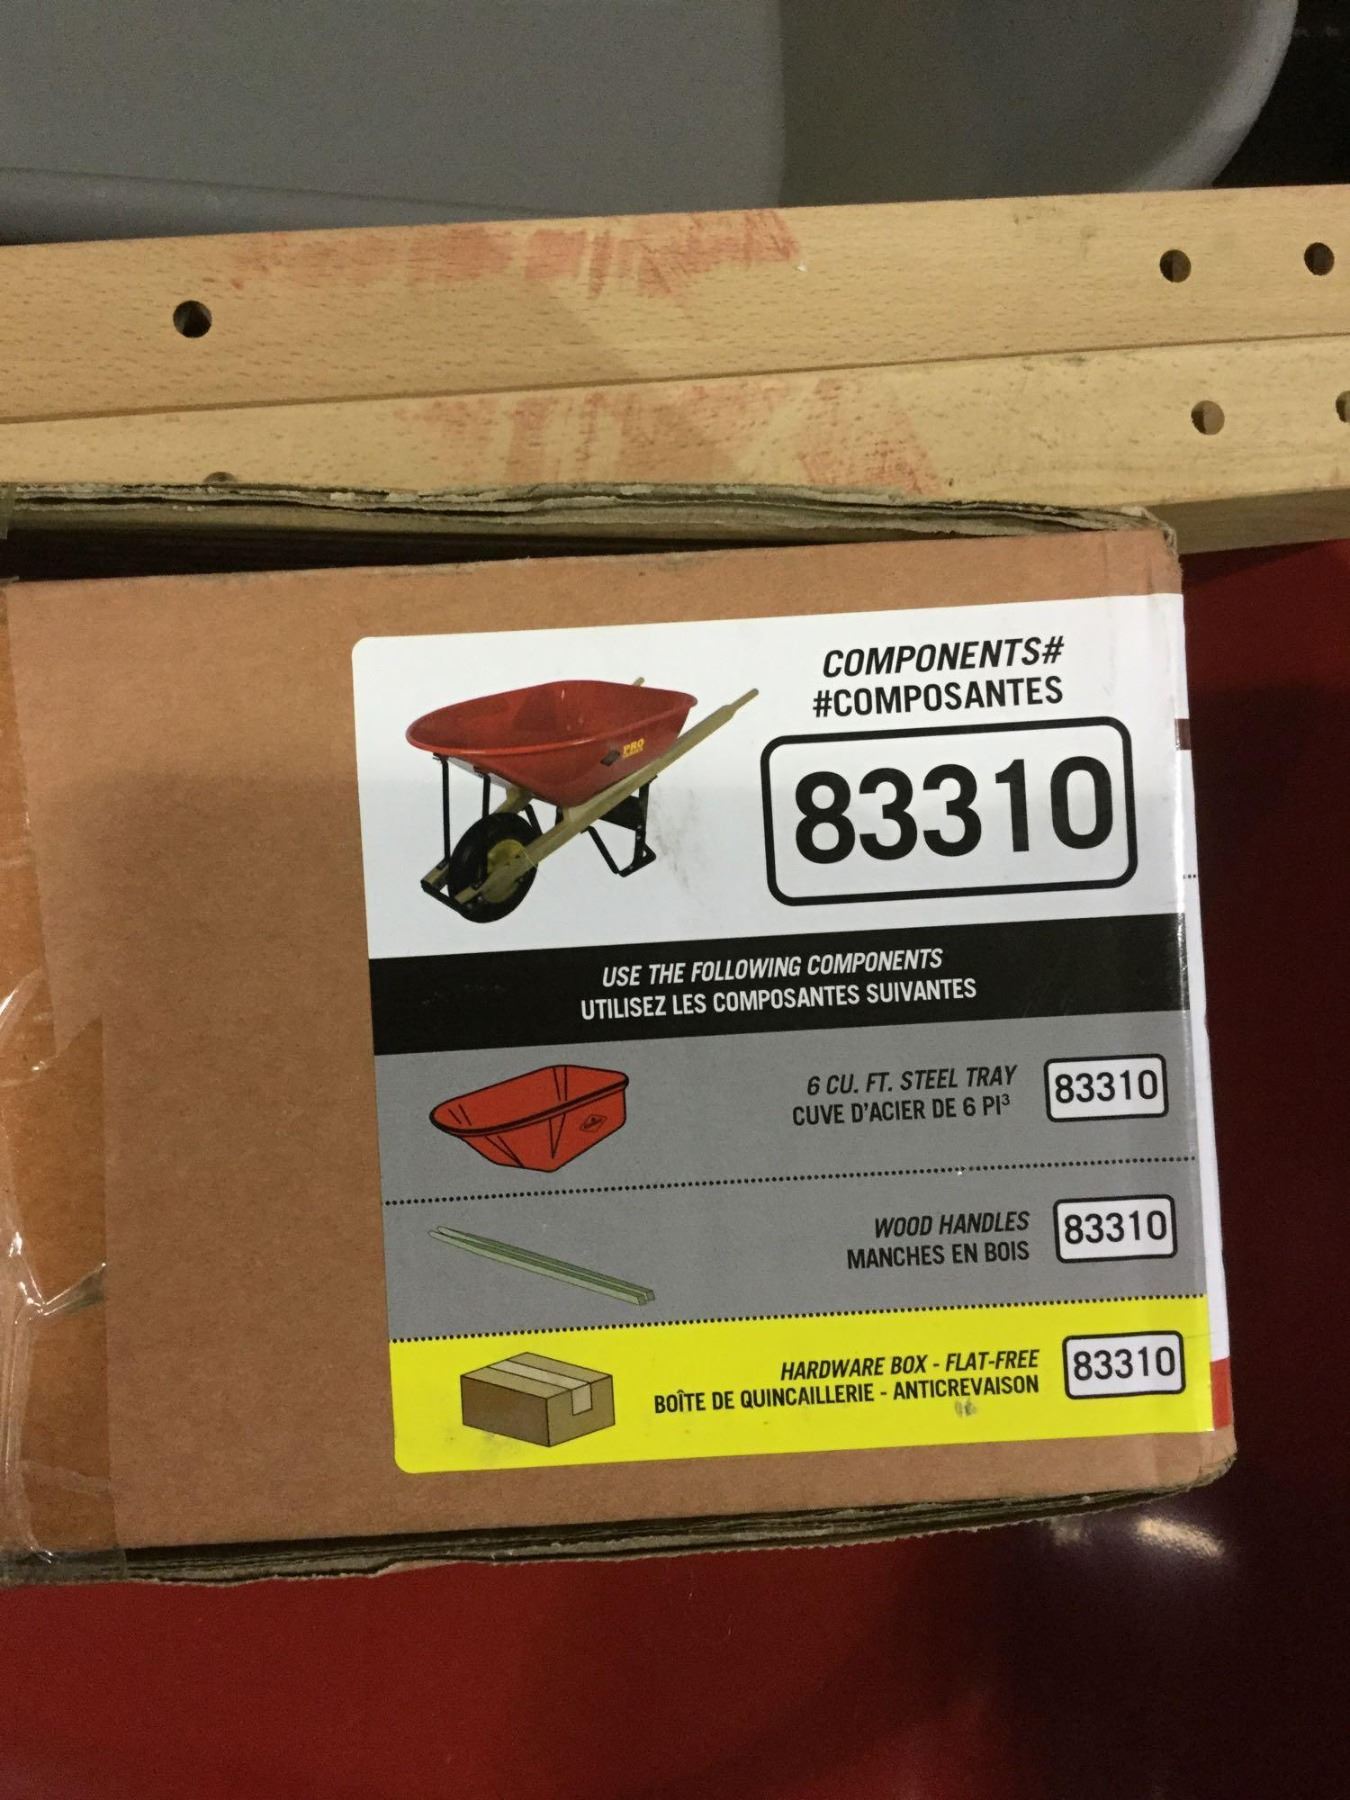 COMPONENTS#
#COMPOSANTES
PRO
83310
USE THE FOLLOWING COMPONENTS
UTILISEZ LES COMPOSANTES SUIVANTES
6 CU. FT. STEEL TRAY
CUVE D'ACIER DE 6 PI³
83310
WOOD HANDLES
MANCHES EN BOIS
83310
HARDWARE BOX - FLAT-FREE
BOÎTE DE QUINCAILLERIE - ANTICREVAISON
83310